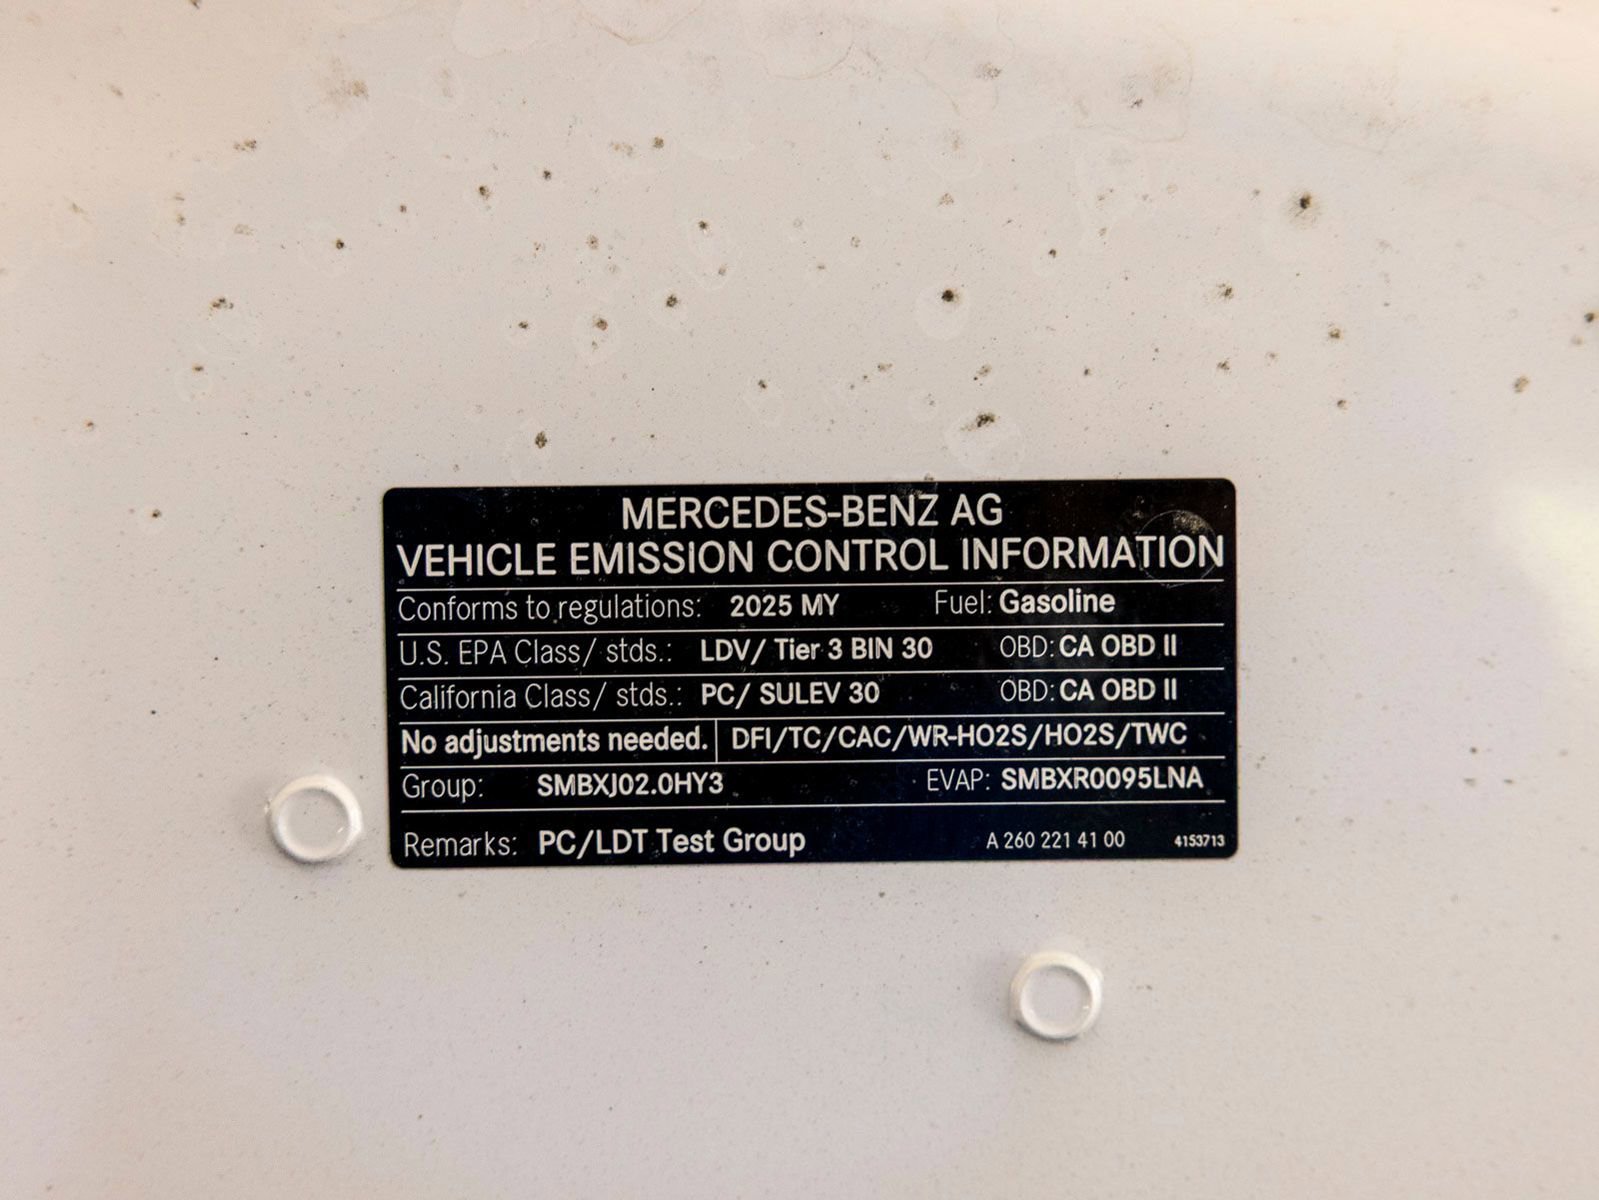 MERCEDES-BENZ AG
VEHICLE EMISSION CONTROL INFORMATION
Conforms to regulations: 2025 MY Fuel: Gasoline
U.S. EPA Class/ stds.: LDV/ Tier 3 BIN 30 OBD: CA OBD II
California Class/ stds.: PC/ SULEV 30 OBD: CA OBD II
No adjustments needed. DFI/TC/CAC/WR-HO2S/HO2S/TWC
Group: SMBXJ02.0HY3 EVAP: SMBXR0095LNA
Remarks: PC/LDT Test Group A 260 221 41 00 4153713